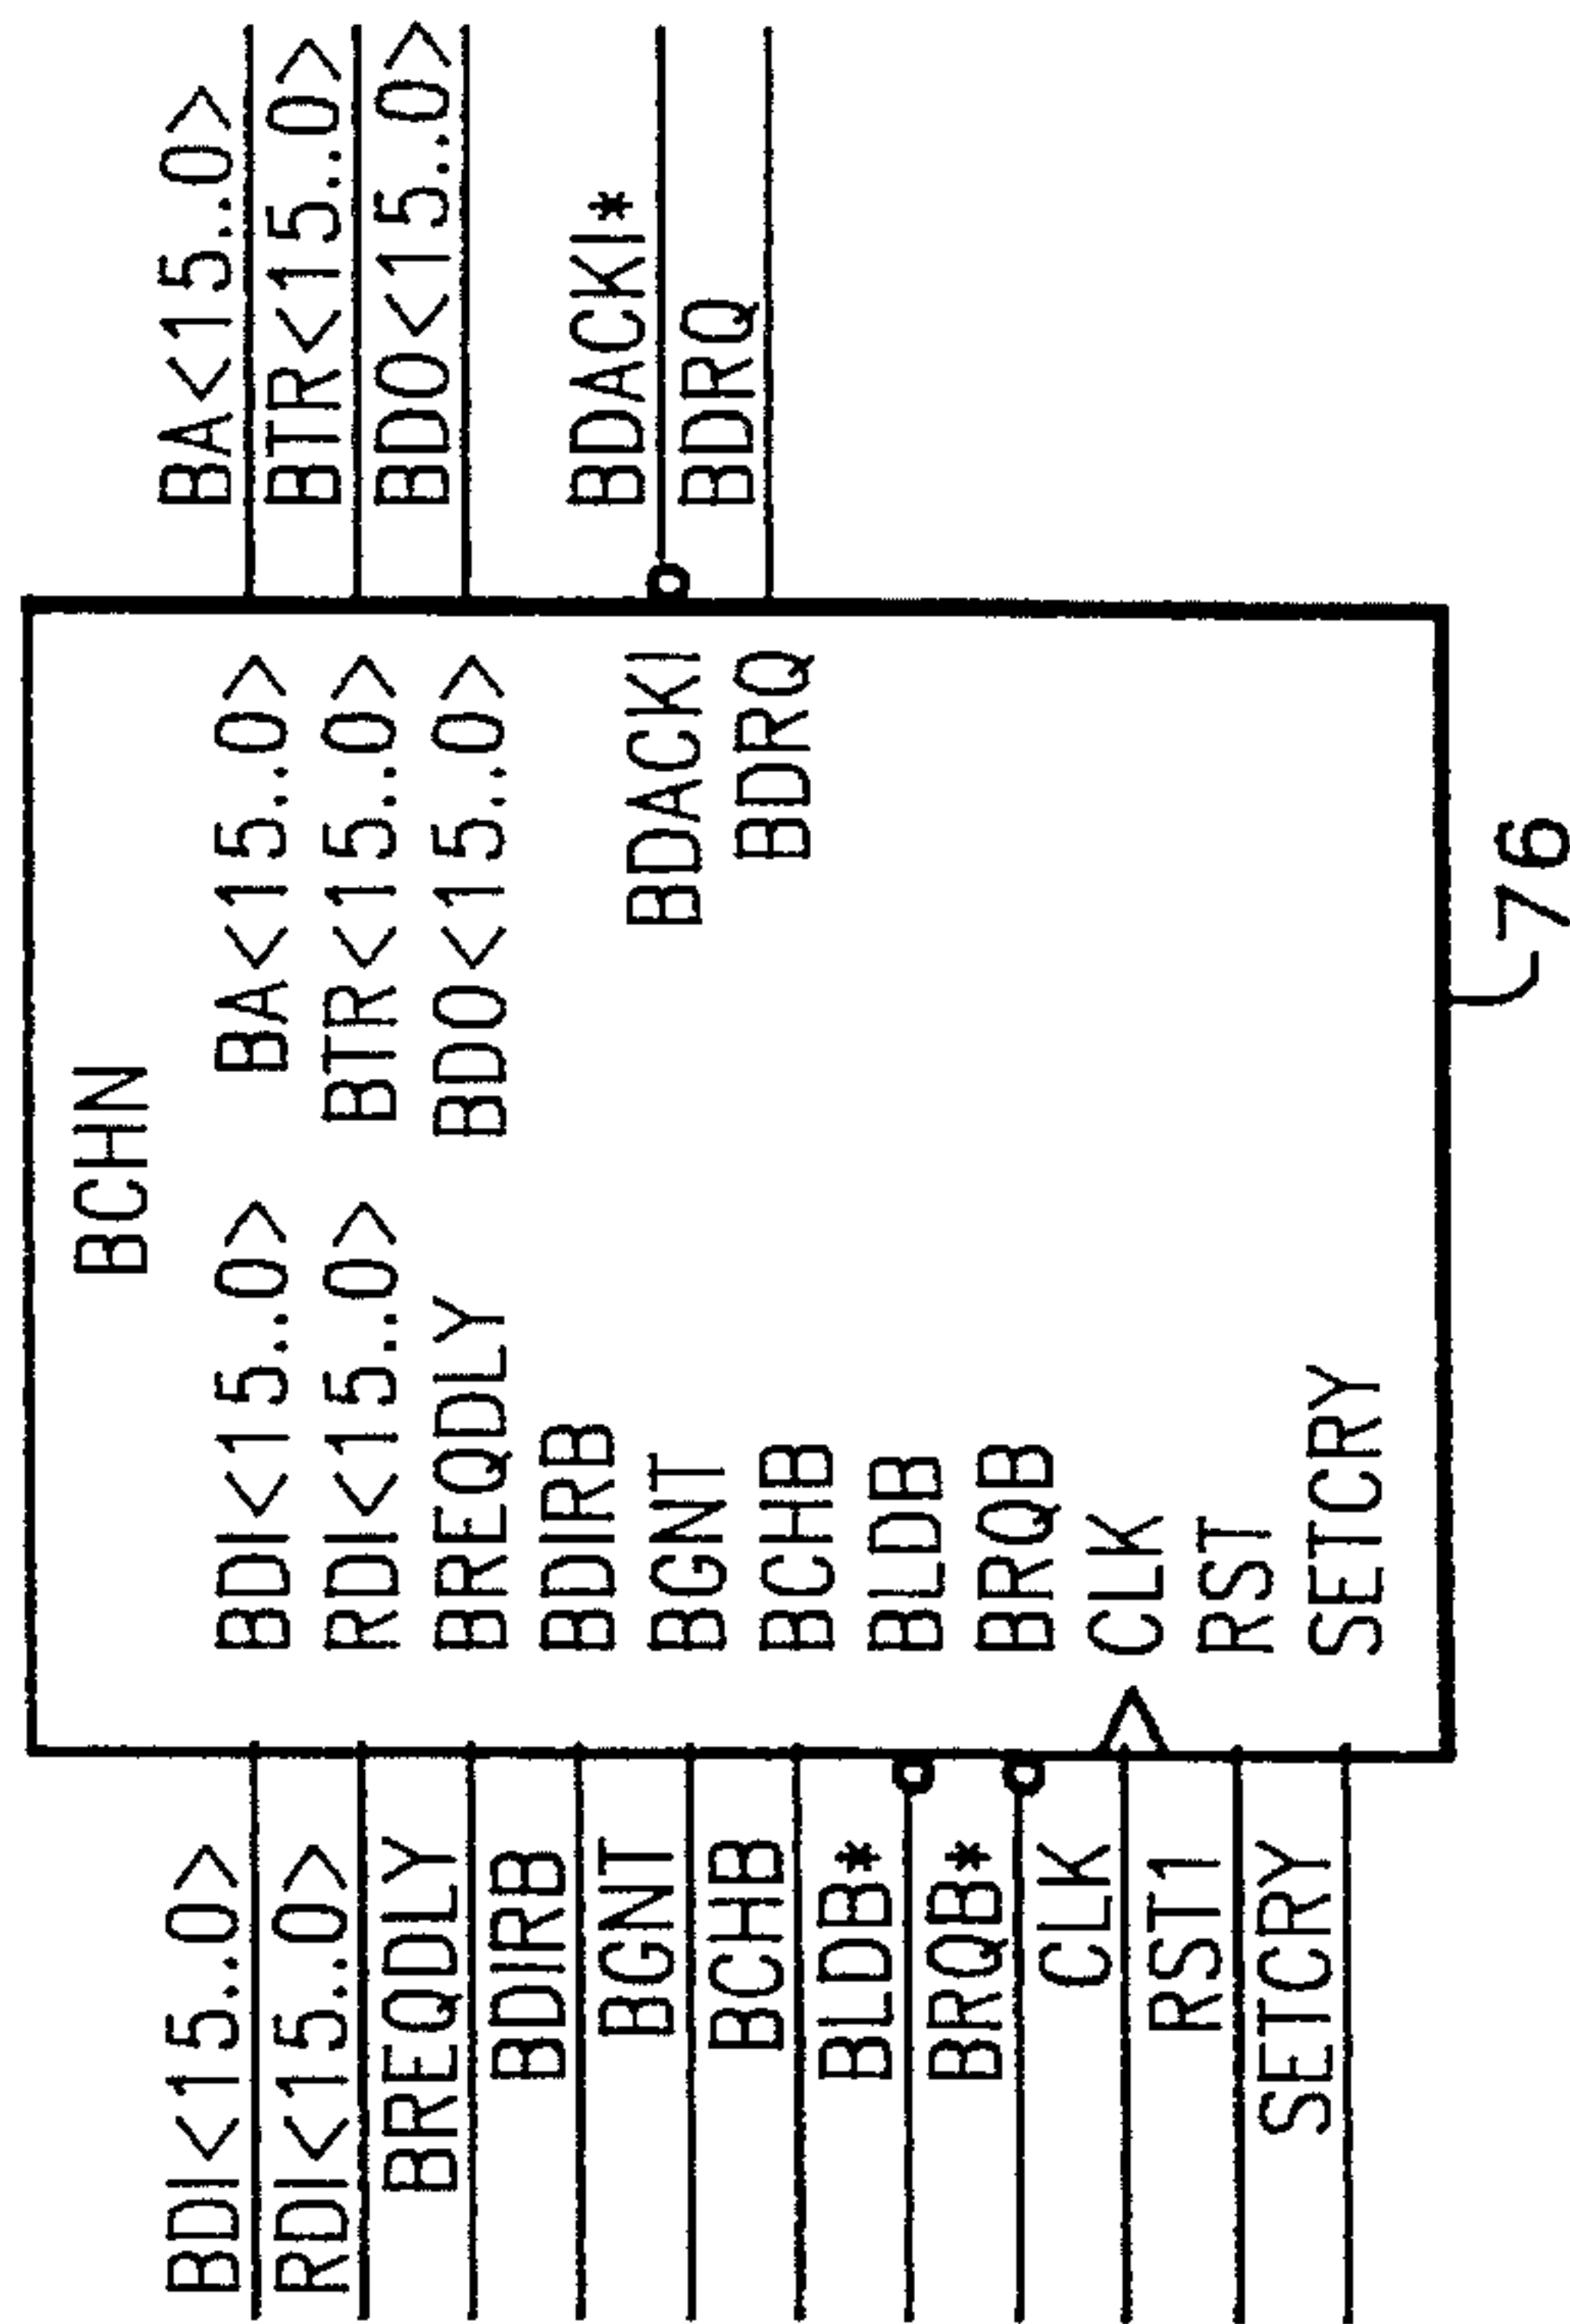 BCHN
BDI<15..0>
BDI<15..0>
BA<15..0>
BA<15..0>
RDI<15..0>
RDI<15..0>
BTR<15..0>
BTR<15..0>
BREQDLY
BREQDLY
BDO<15..0>
BDO<15..0>
BDIRB
BDIRB
BGNT
BGNT
BDACKI
BDACKI*
BCHB
BCHB
BDRQ
BDRQ
BLDB*
BLDB
BRQB*
BRQB
CLK
CLK
RST1
RST
SETCRY
SETCRY
76